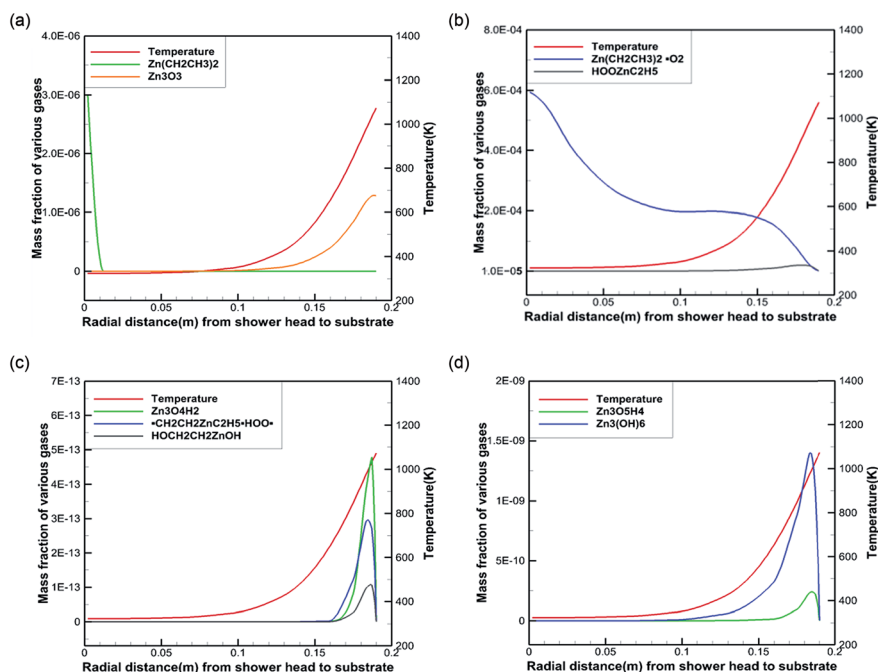 (a)
4.0E-06
3.0E-06
2.0E-06
1.0E-06
0
Mass fraction of various gases
Temperature
Zn(CH2CH3)2
Zn3O3
1400
1200
1000
800
600
400
200
Temperature(K)
0
0.05
0.1
0.15
0.2
Radial distance(m) from shower head to substrate
(b)
8.0E-04
6.0E-04
4.0E-04
2.0E-04
1.0E-05
Mass fraction of various gases
Temperature
Zn(CH2CH3)2 ▪O2
HOOZnC2H5
1400
1200
1000
800
600
400
200
Temperature(K)
0
0.05
0.1
0.15
0.2
Radial distance(m) from shower head to substrate
(c)
7E-13
6E-13
5E-13
4E-13
3E-13
2E-13
1E-13
0
Mass fraction of various gases
Temperature
Zn3O4H2
▪CH2CH2ZnC2H5▪HOO▪
HOCH2CH2ZnOH
1400
1200
1000
800
600
400
200
Temperature(K)
0
0.05
0.1
0.15
0.2
Radial distance(m) from shower head to substrate
(d)
2E-09
1.5E-09
1E-09
5E-10
0
Mass fraction of various gases
Temperature
Zn3O5H4
Zn3(OH)6
1400
1200
1000
800
600
400
200
Temperature(K)
0
0.05
0.1
0.15
0.2
Radial distance(m) from shower head to substrate